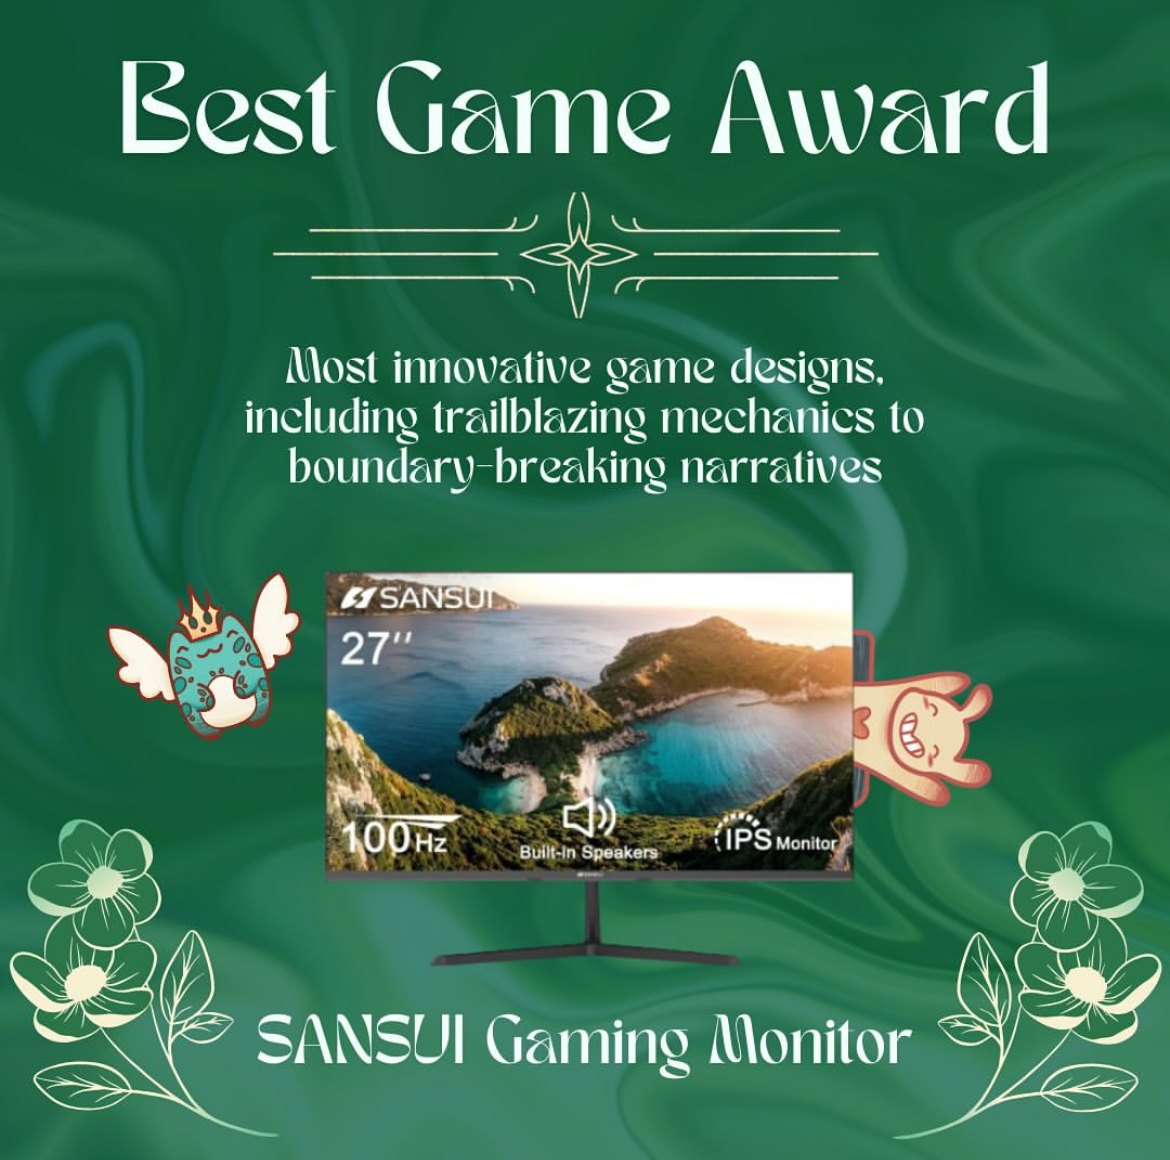 Best Game Award
Most innovative game designs,
including trailblazing mechanics to
boundary-breaking narratives
SANSUI
27''
100Hz
Built-in Speakers
IPS Monitor
SANSUI Gaming Monitor